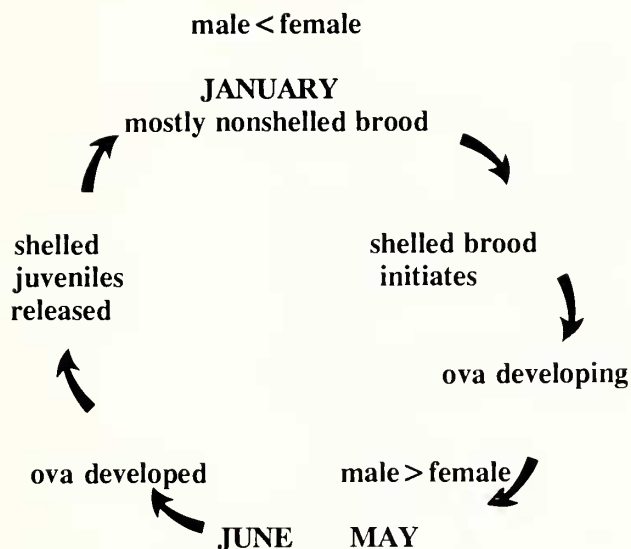 male < female
JANUARY
mostly nonshelled brood
shelled
juveniles
released
shelled brood
initiates
ova developing
ova developed
male > female
JUNE MAY